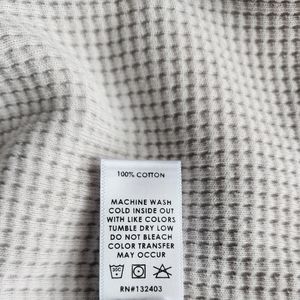 100% COTTON
MACHINE WASH
COLD INSIDE OUT
WITH LIKE COLORS
TUMBLE DRY LOW
DO NOT BLEACH
COLOR TRANSFER
MAY OCCUR
RN#132403